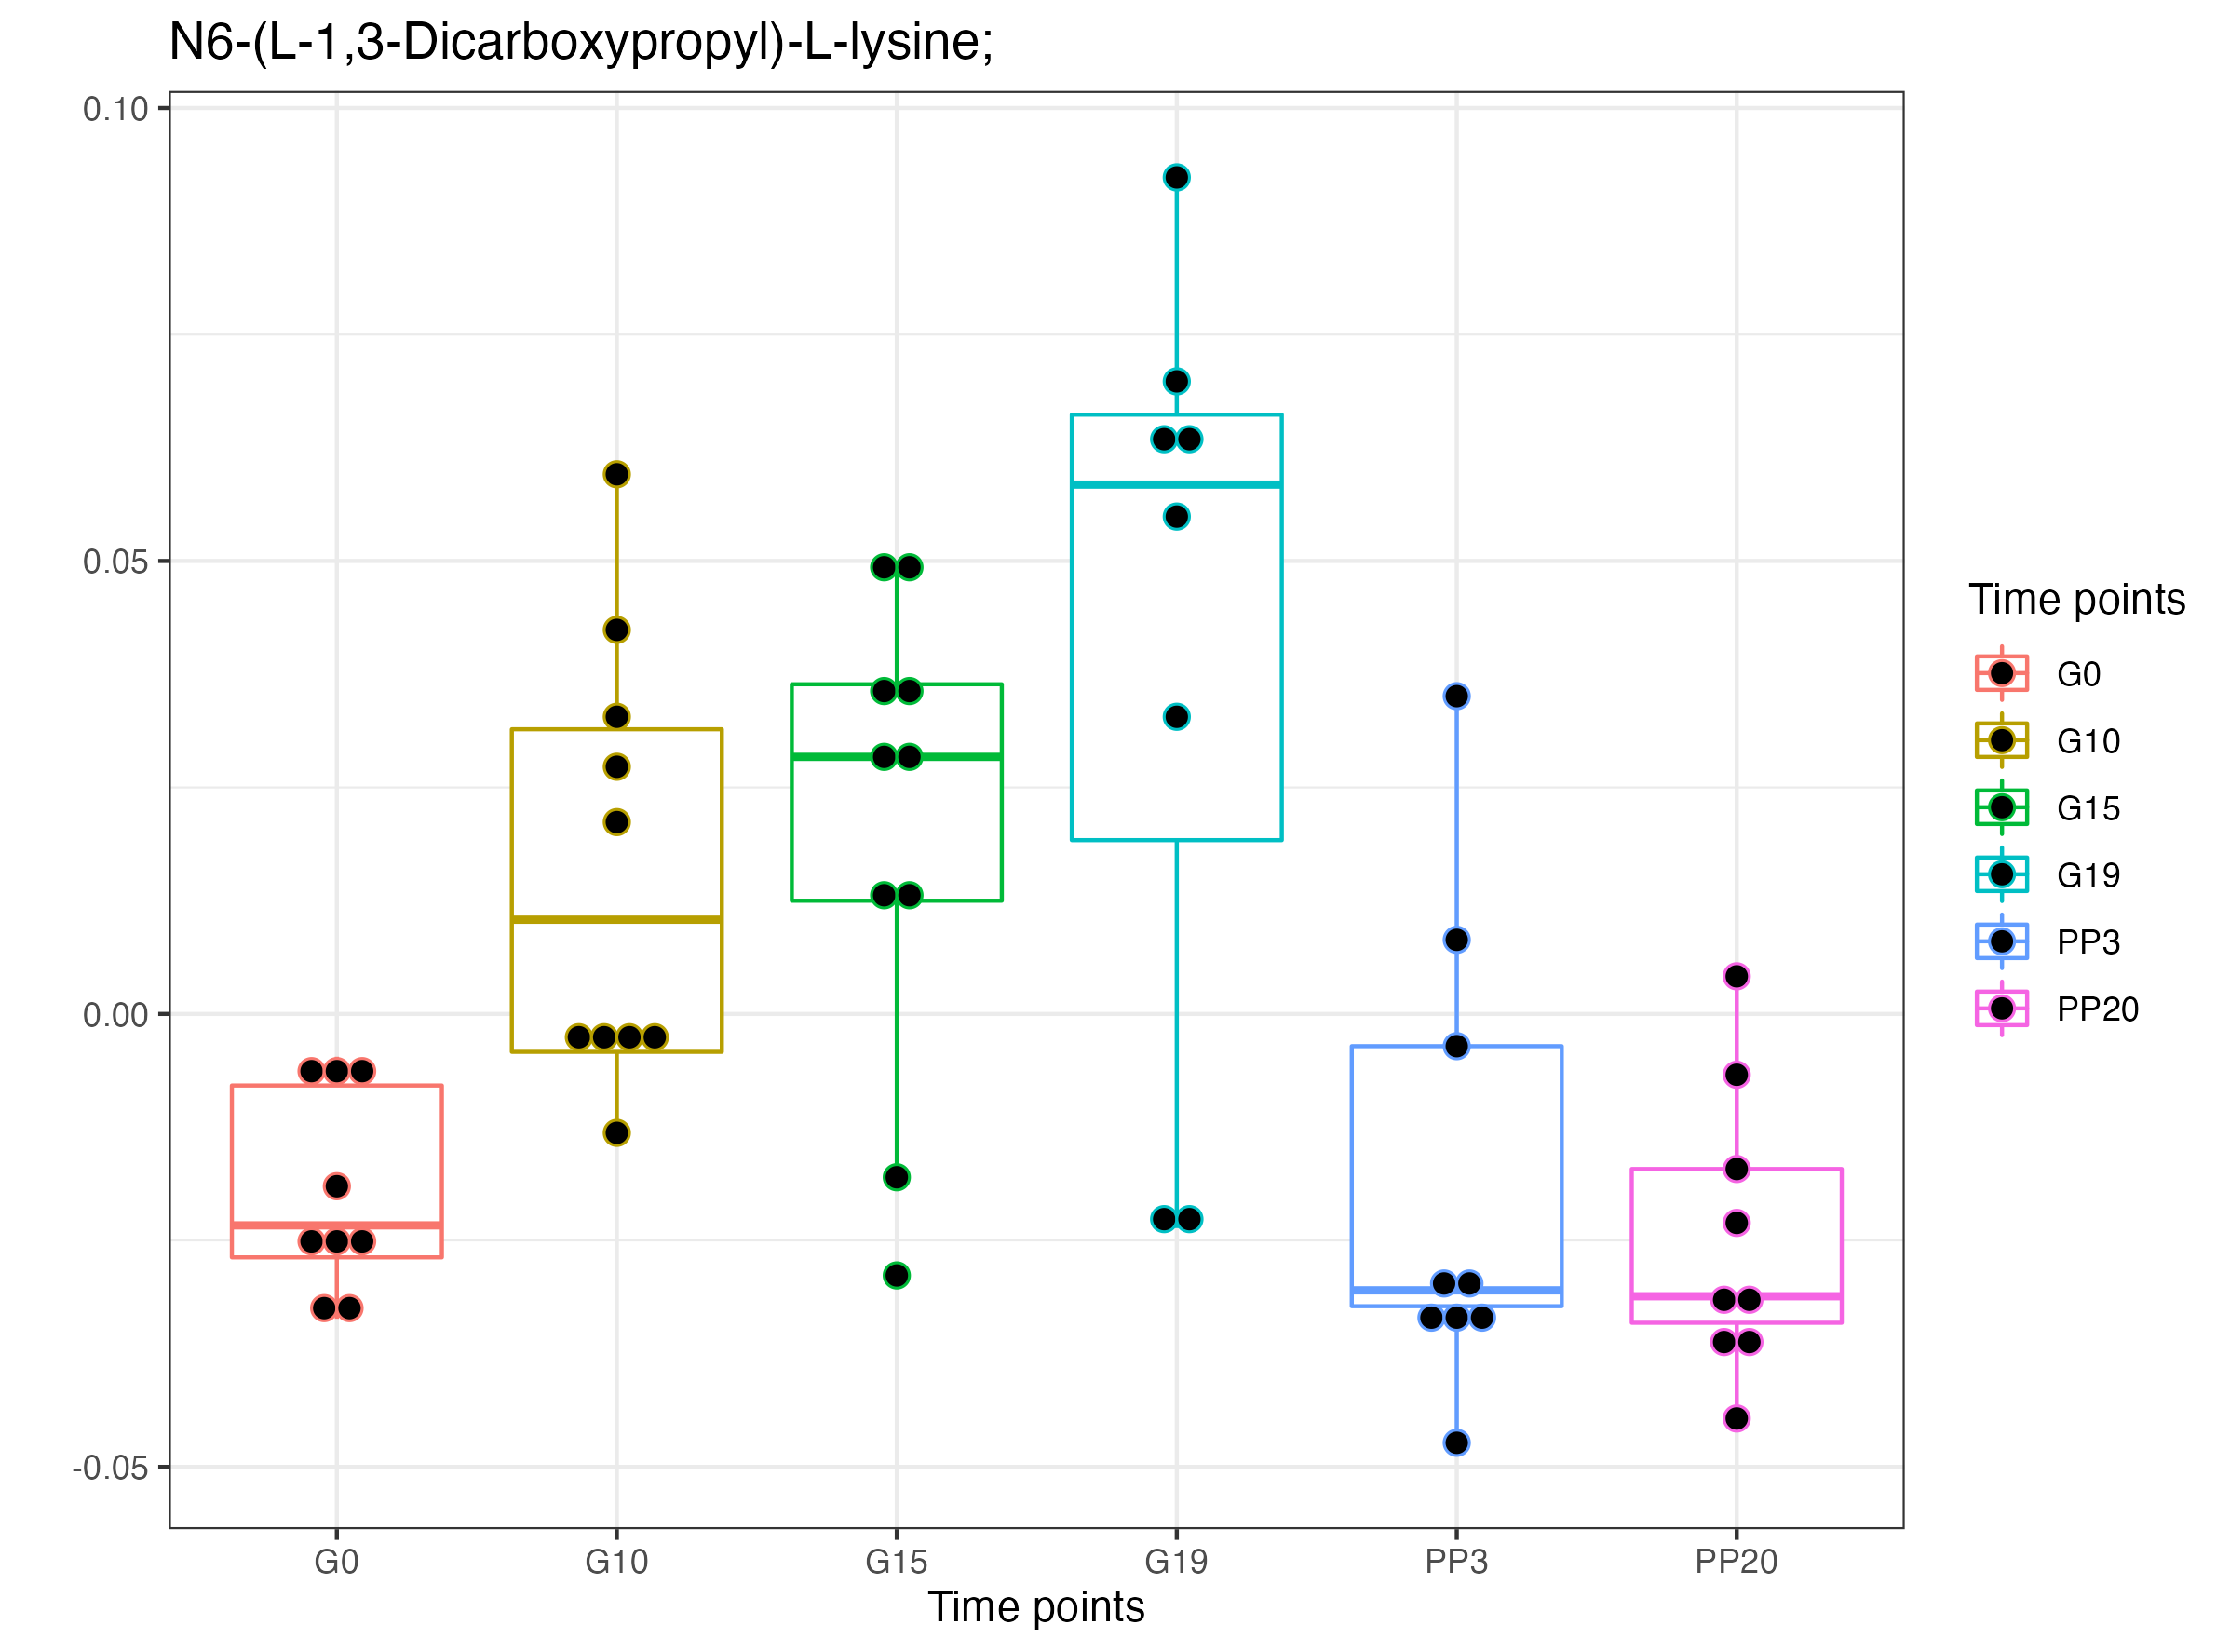 N6-(L-1,3-Dicarboxypropyl)-L-lysine;
0.10
0.05
0.00
-0.05
G0 G10 G15 G19 PP3 PP20
Time points
Time points
G0
G10
G15
G19
PP3
PP20